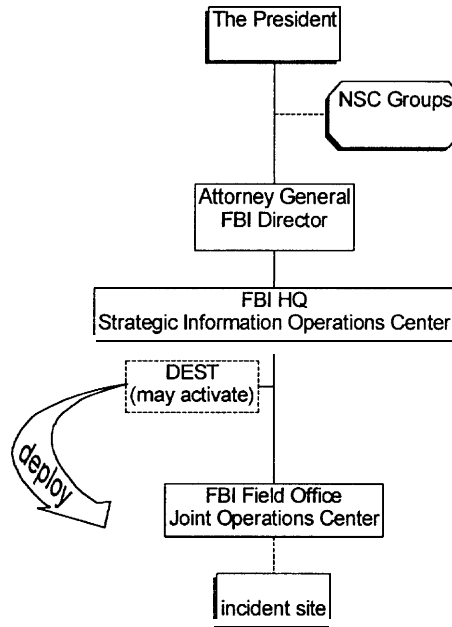 The President
NSC Groups
Attorney General
FBI Director
FBI HQ
Strategic Information Operations Center
DEST
(may activate)
deploy
FBI Field Office
Joint Operations Center
incident site